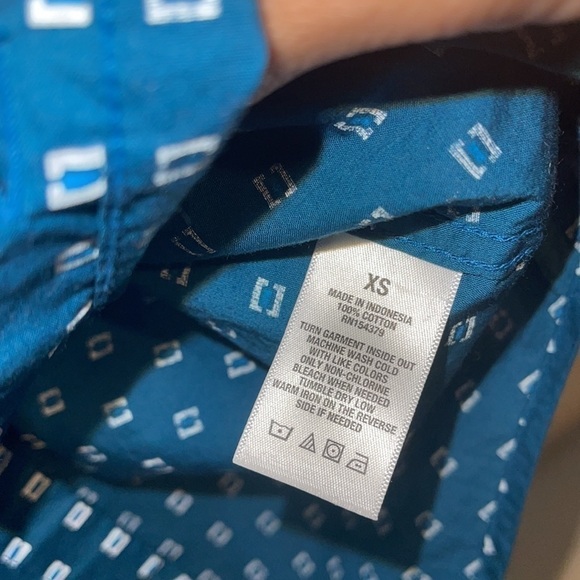 XS
MADE IN INDONESIA
100% COTTON
RN154379
TURN GARMENT INSIDE OUT
MACHINE WASH COLD
WITH LIKE COLORS
ONLY NON-CHLORINE
BLEACH WHEN NEEDED
TUMBLE DRY LOW
WARM IRON ON THE REVERSE
SIDE IF NEEDED